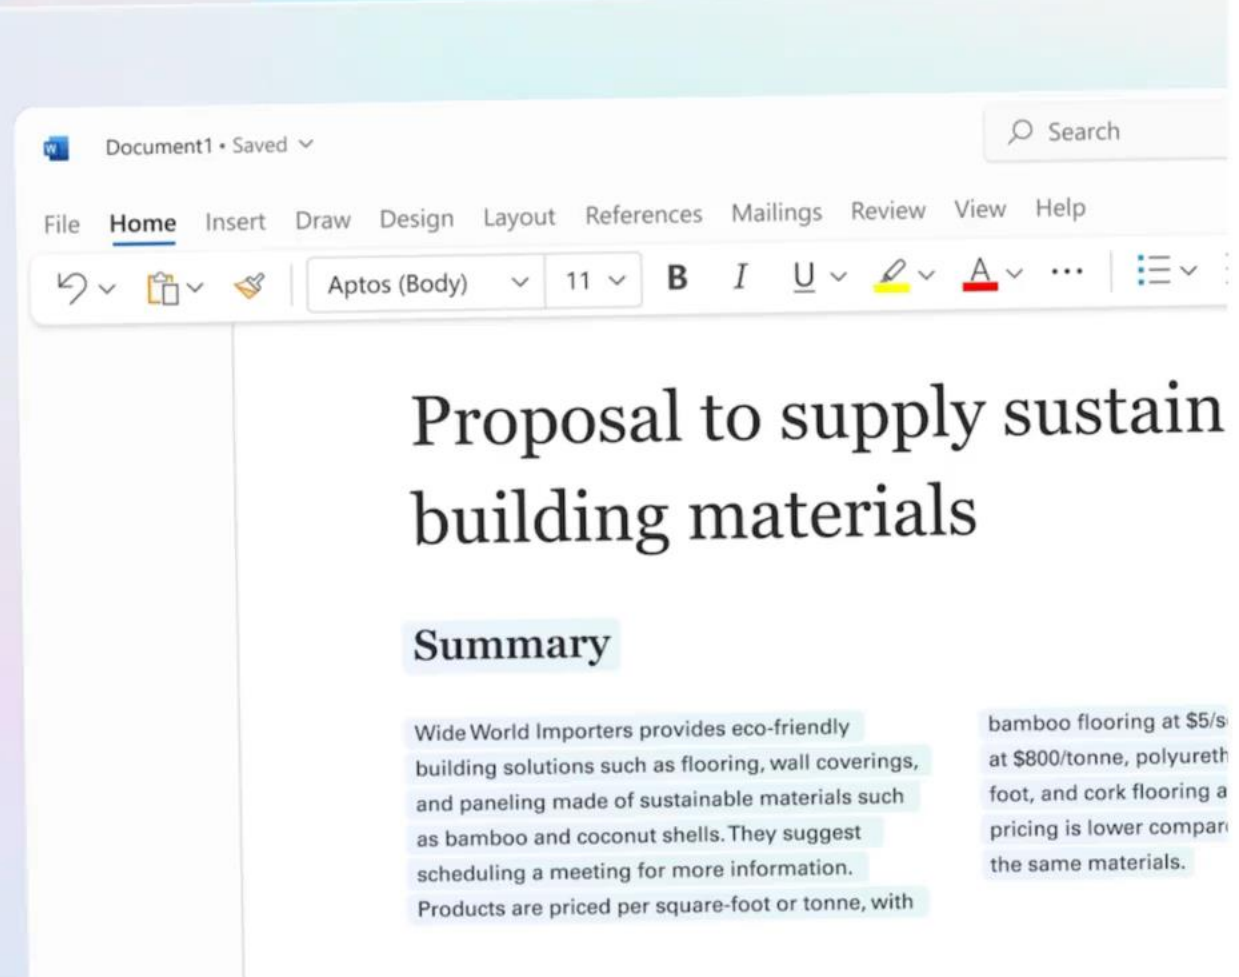 Document1 • Saved
Search
File Home Insert Draw Design Layout References Mailings Review View Help
Aptos (Body) 11 B I U A ...
Proposal to supply sustain
building materials
Summary
Wide World Importers provides eco-friendly
building solutions such as flooring, wall coverings,
and paneling made of sustainable materials such
as bamboo and coconut shells. They suggest
scheduling a meeting for more information.
Products are priced per square-foot or tonne, with
bamboo flooring at $5/s
at $800/tonne, polyureth
foot, and cork flooring a
pricing is lower compar
the same materials.